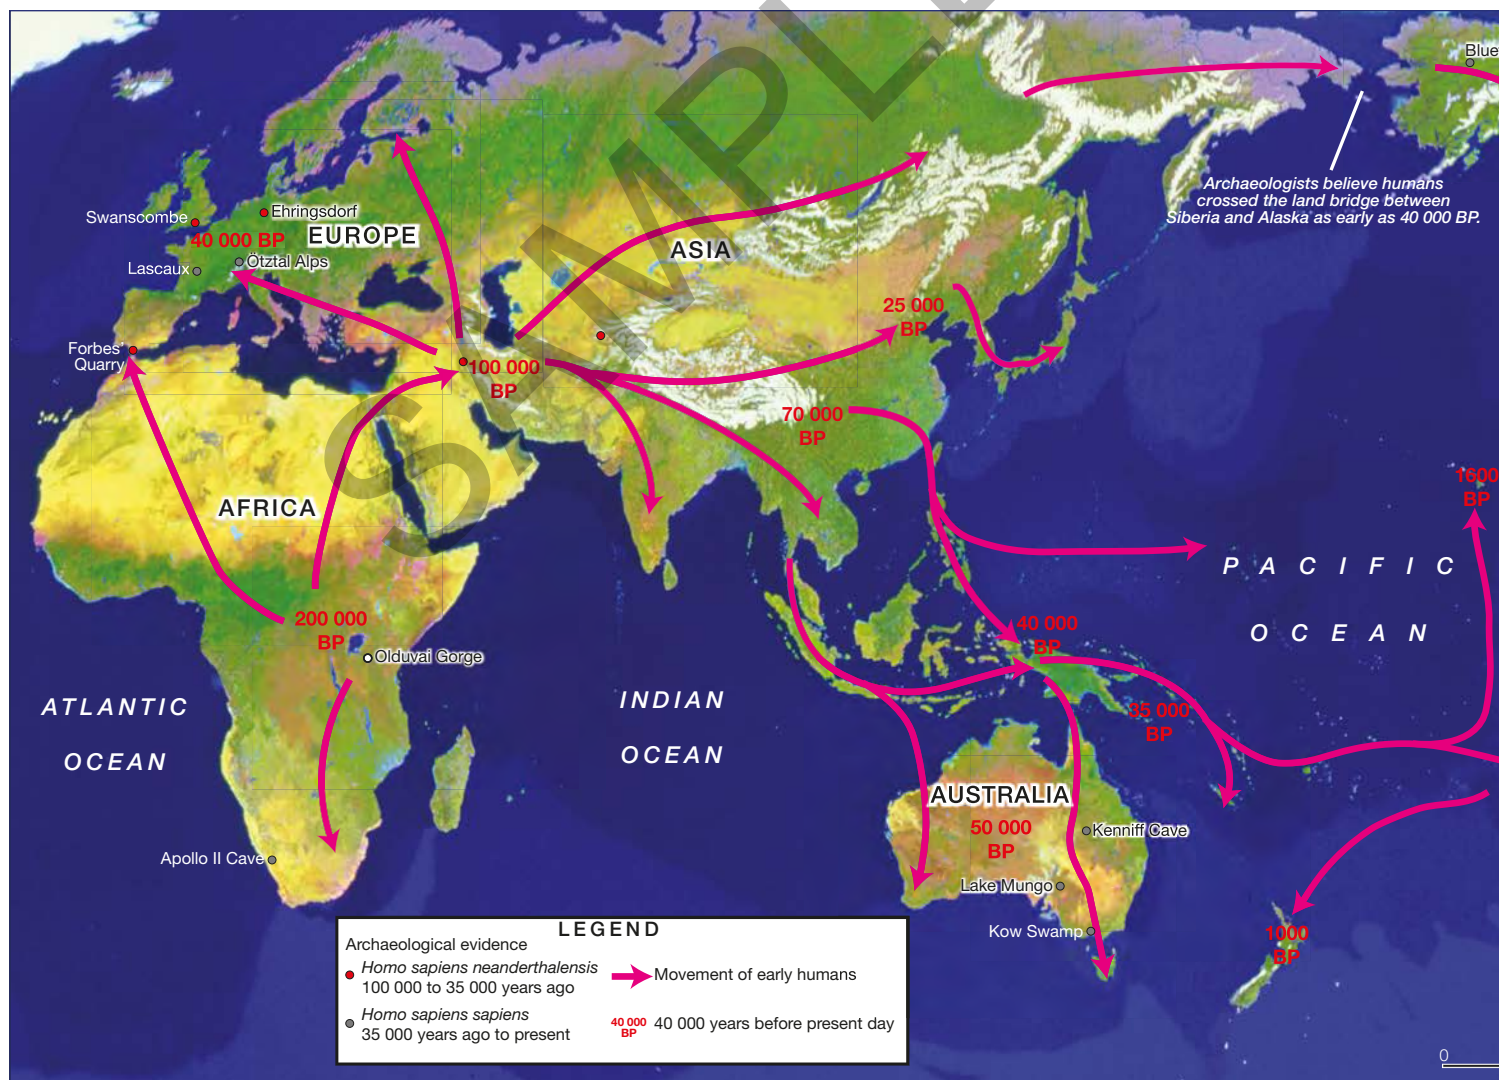 SAMPLE
Blue
Archaeologists believe humans
crossed the land bridge between
Siberia and Alaska as early as 40 000 BP.
Swanscombe
Ehringsdorf
40 000 BP
EUROPE
ASIA
Lascaux
Ötztal Alps
25 000
BP
Forbes’
Quarry
100 000
BP
70 000
BP
1600
BP
AFRICA
PACIFIC
OCEAN
200 000
BP
40 000
BP
Olduvai Gorge
ATLANTIC
OCEAN
INDIAN
OCEAN
35 000
BP
AUSTRALIA
50 000
BP
Kenniff Cave
Apollo II Cave
Lake Mungo
Kow Swamp
1000
BP
LEGEND
Archaeological evidence
Homo sapiens neanderthalensis
100 000 to 35 000 years ago
Movement of early humans
Homo sapiens sapiens
35 000 years ago to present
40 000
BP
40 000 years before present day
0